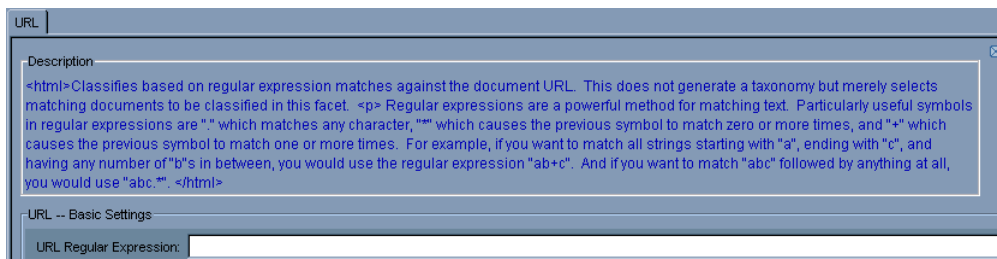 URL
Description
<html>Classifies based on regular expression matches against the document URL.  This does not generate a taxonomy but merely selects
matching documents to be classified in this facet.  <p> Regular expressions are a powerful method for matching text.  Particularly useful symbols
in regular expressions are "." which matches any character, "*" which causes the previous symbol to match zero or more times, and "+" which
causes the previous symbol to match one or more times.  For example, if you want to match all strings starting with "a", ending with "c", and
having any number of "b"s in between, you would use the regular expression "ab+c".  And if you want to match "abc" followed by anything at all,
you would use "abc.*". </html>
URL -- Basic Settings
URL Regular Expression: